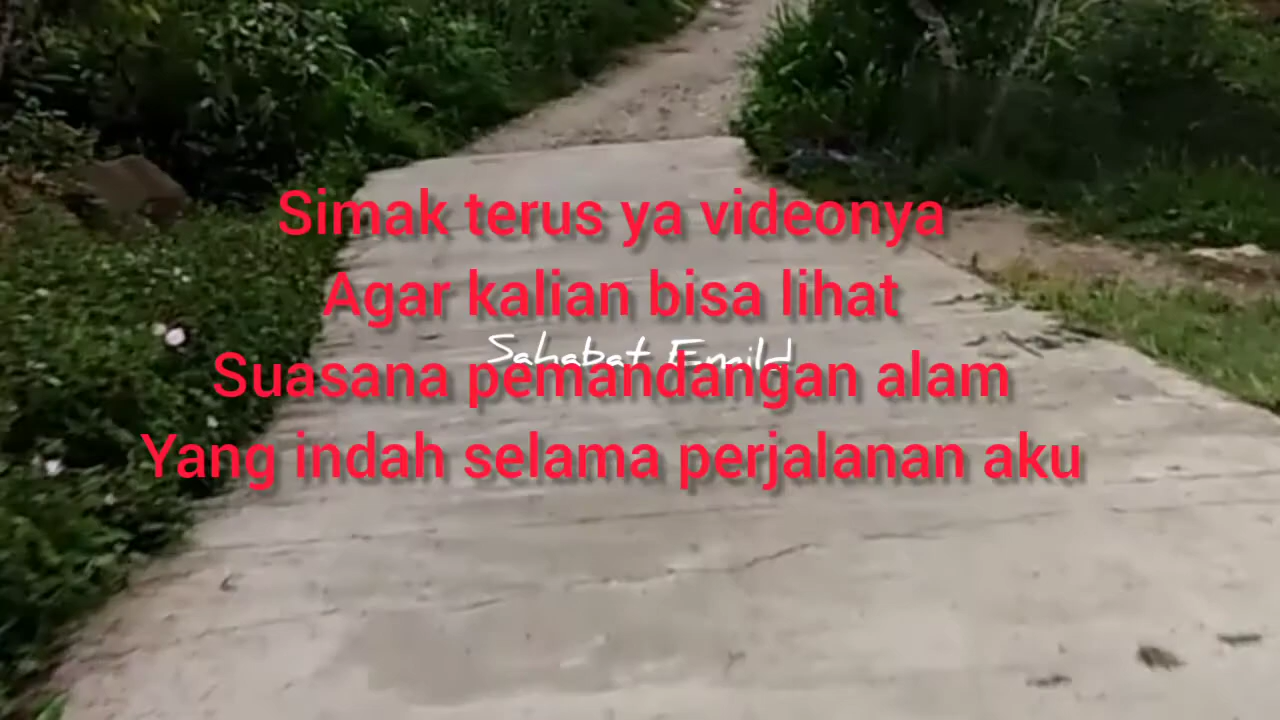 Simak terus ya videonya
Agar kalian bisa lihat
Sahabat
Suasana pemandangan alam
Yang indah selama perjalanan aku